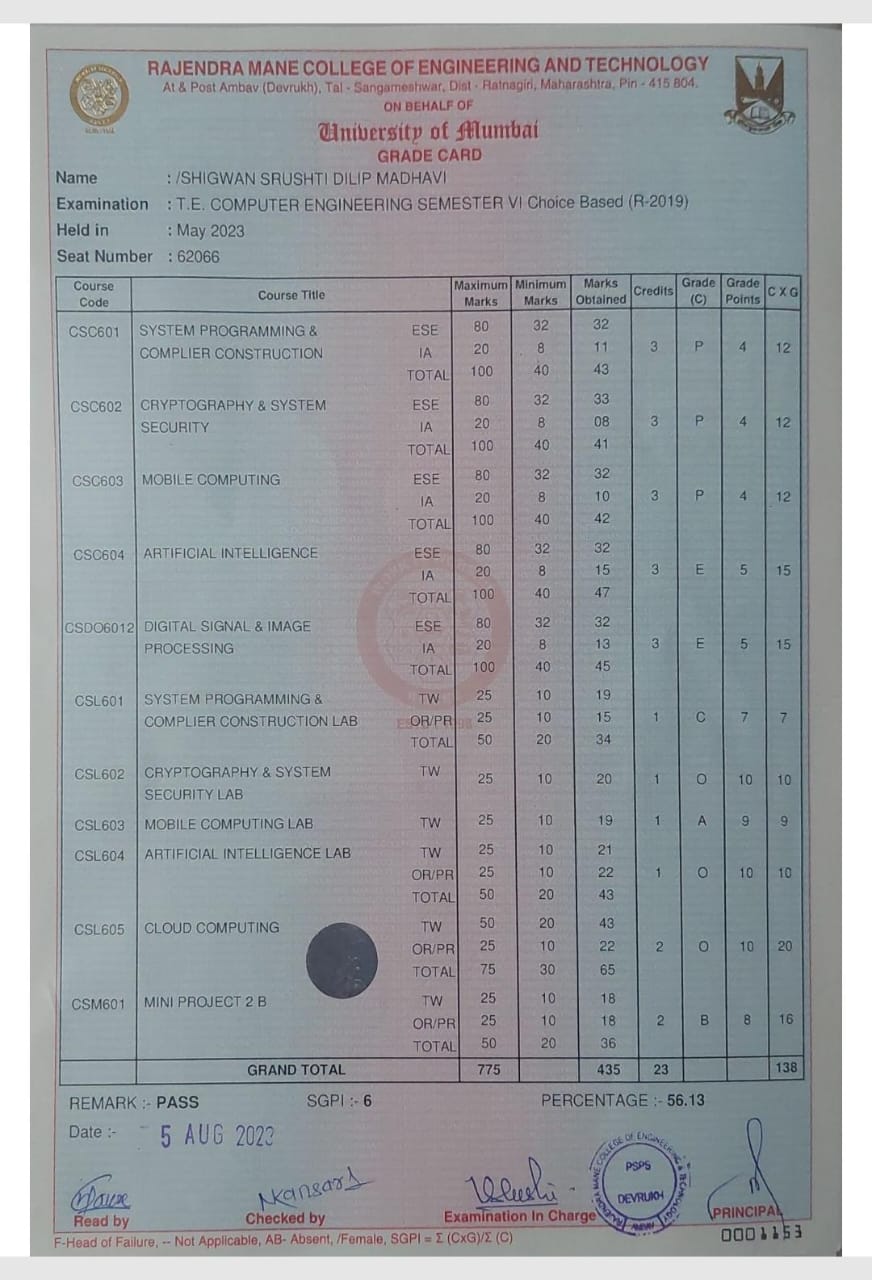 RAJENDRA MANE COLLEGE OF ENGINEERING AND TECHNOLOGY
At & Post Ambav (Devrukh), Tal - Sangameshwar, Dist - Ratnagiri, Maharashtra, Pin - 415 804.
ON BEHALF OF
University of Mumbai
GRADE CARD
Name : /SHIGWAN SRUSHTI DILIP MADHAVI
Examination : T.E. COMPUTER ENGINEERING SEMESTER VI Choice Based (R-2019)
Held in : May 2023
Seat Number : 62066
Course Code Course Title Maximum Marks Minimum Marks Marks Obtained Credits Grade (C) Grade Points C X G
CSC601 SYSTEM PROGRAMMING & ESE 80 32 32
COMPLIER CONSTRUCTION IA 20 8 11 3 P 4 12
TOTAL 100 40 43
CSC602 CRYPTOGRAPHY & SYSTEM ESE 80 32 33
SECURITY IA 20 8 08 3 P 4 12
TOTAL 100 40 41
CSC603 MOBILE COMPUTING ESE 80 32 32
IA 20 8 10 3 P 4 12
TOTAL 100 40 42
CSC604 ARTIFICIAL INTELLIGENCE ESE 80 32 32
IA 20 8 15 3 E 5 15
TOTAL 100 40 47
CSDO6012 DIGITAL SIGNAL & IMAGE ESE 80 32 32
PROCESSING IA 20 8 13 3 E 5 15
TOTAL 100 40 45
CSL601 SYSTEM PROGRAMMING & TW 25 10 19
COMPLIER CONSTRUCTION LAB OR/PR 25 10 15 1 C 7 7
TOTAL 50 20 34
CSL602 CRYPTOGRAPHY & SYSTEM TW 25 10 20 1 O 10 10
SECURITY LAB
CSL603 MOBILE COMPUTING LAB TW 25 10 19 1 A 9 9
CSL604 ARTIFICIAL INTELLIGENCE LAB TW 25 10 21
OR/PR 25 10 22 1 O 10 10
TOTAL 50 20 43
CSL605 CLOUD COMPUTING TW 50 20 43
OR/PR 25 10 22 2 O 10 20
TOTAL 75 30 65
CSM601 MINI PROJECT 2 B TW 25 10 18
OR/PR 25 10 18 2 B 8 16
TOTAL 50 20 36
GRAND TOTAL 775 435 23 138
REMARK :- PASS SGPI :- 6 PERCENTAGE :- 56.13
Date :- 5 AUG 2023
RAJENDRA MANE COLLEGE OF ENGINEERING & TECHNOLOGY
PSPS
DEVRUKH
AMBAV
Read by Checked by Examination In Charge PRINCIPAL
0001153
F-Head of Failure, -- Not Applicable, AB- Absent, /Female, SGPI = Σ (CxG)/Σ (C)